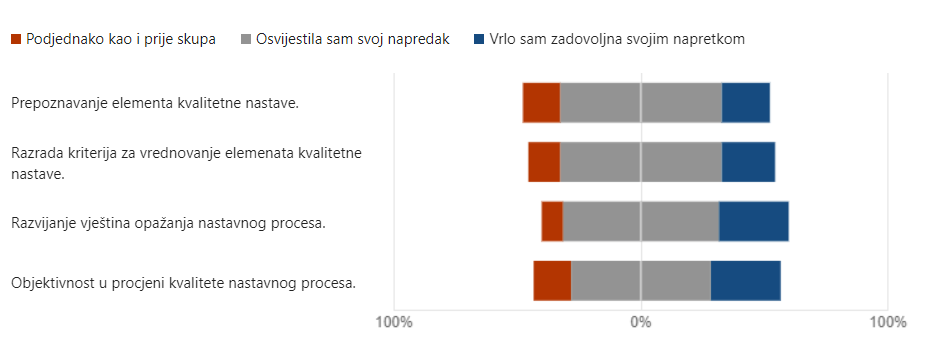 Podjednako kao i prije skupa Osvijestila sam svoj napredak Vrlo sam zadovoljna svojim napretkom
Prepoznavanje elementa kvalitetne nastave.
Razrada kriterija za vrednovanje elemenata kvalitetne
nastave.
Razvijanje vještina opažanja nastavnog procesa.
Objektivnost u procjeni kvalitete nastavnog procesa.
100% 0% 100%